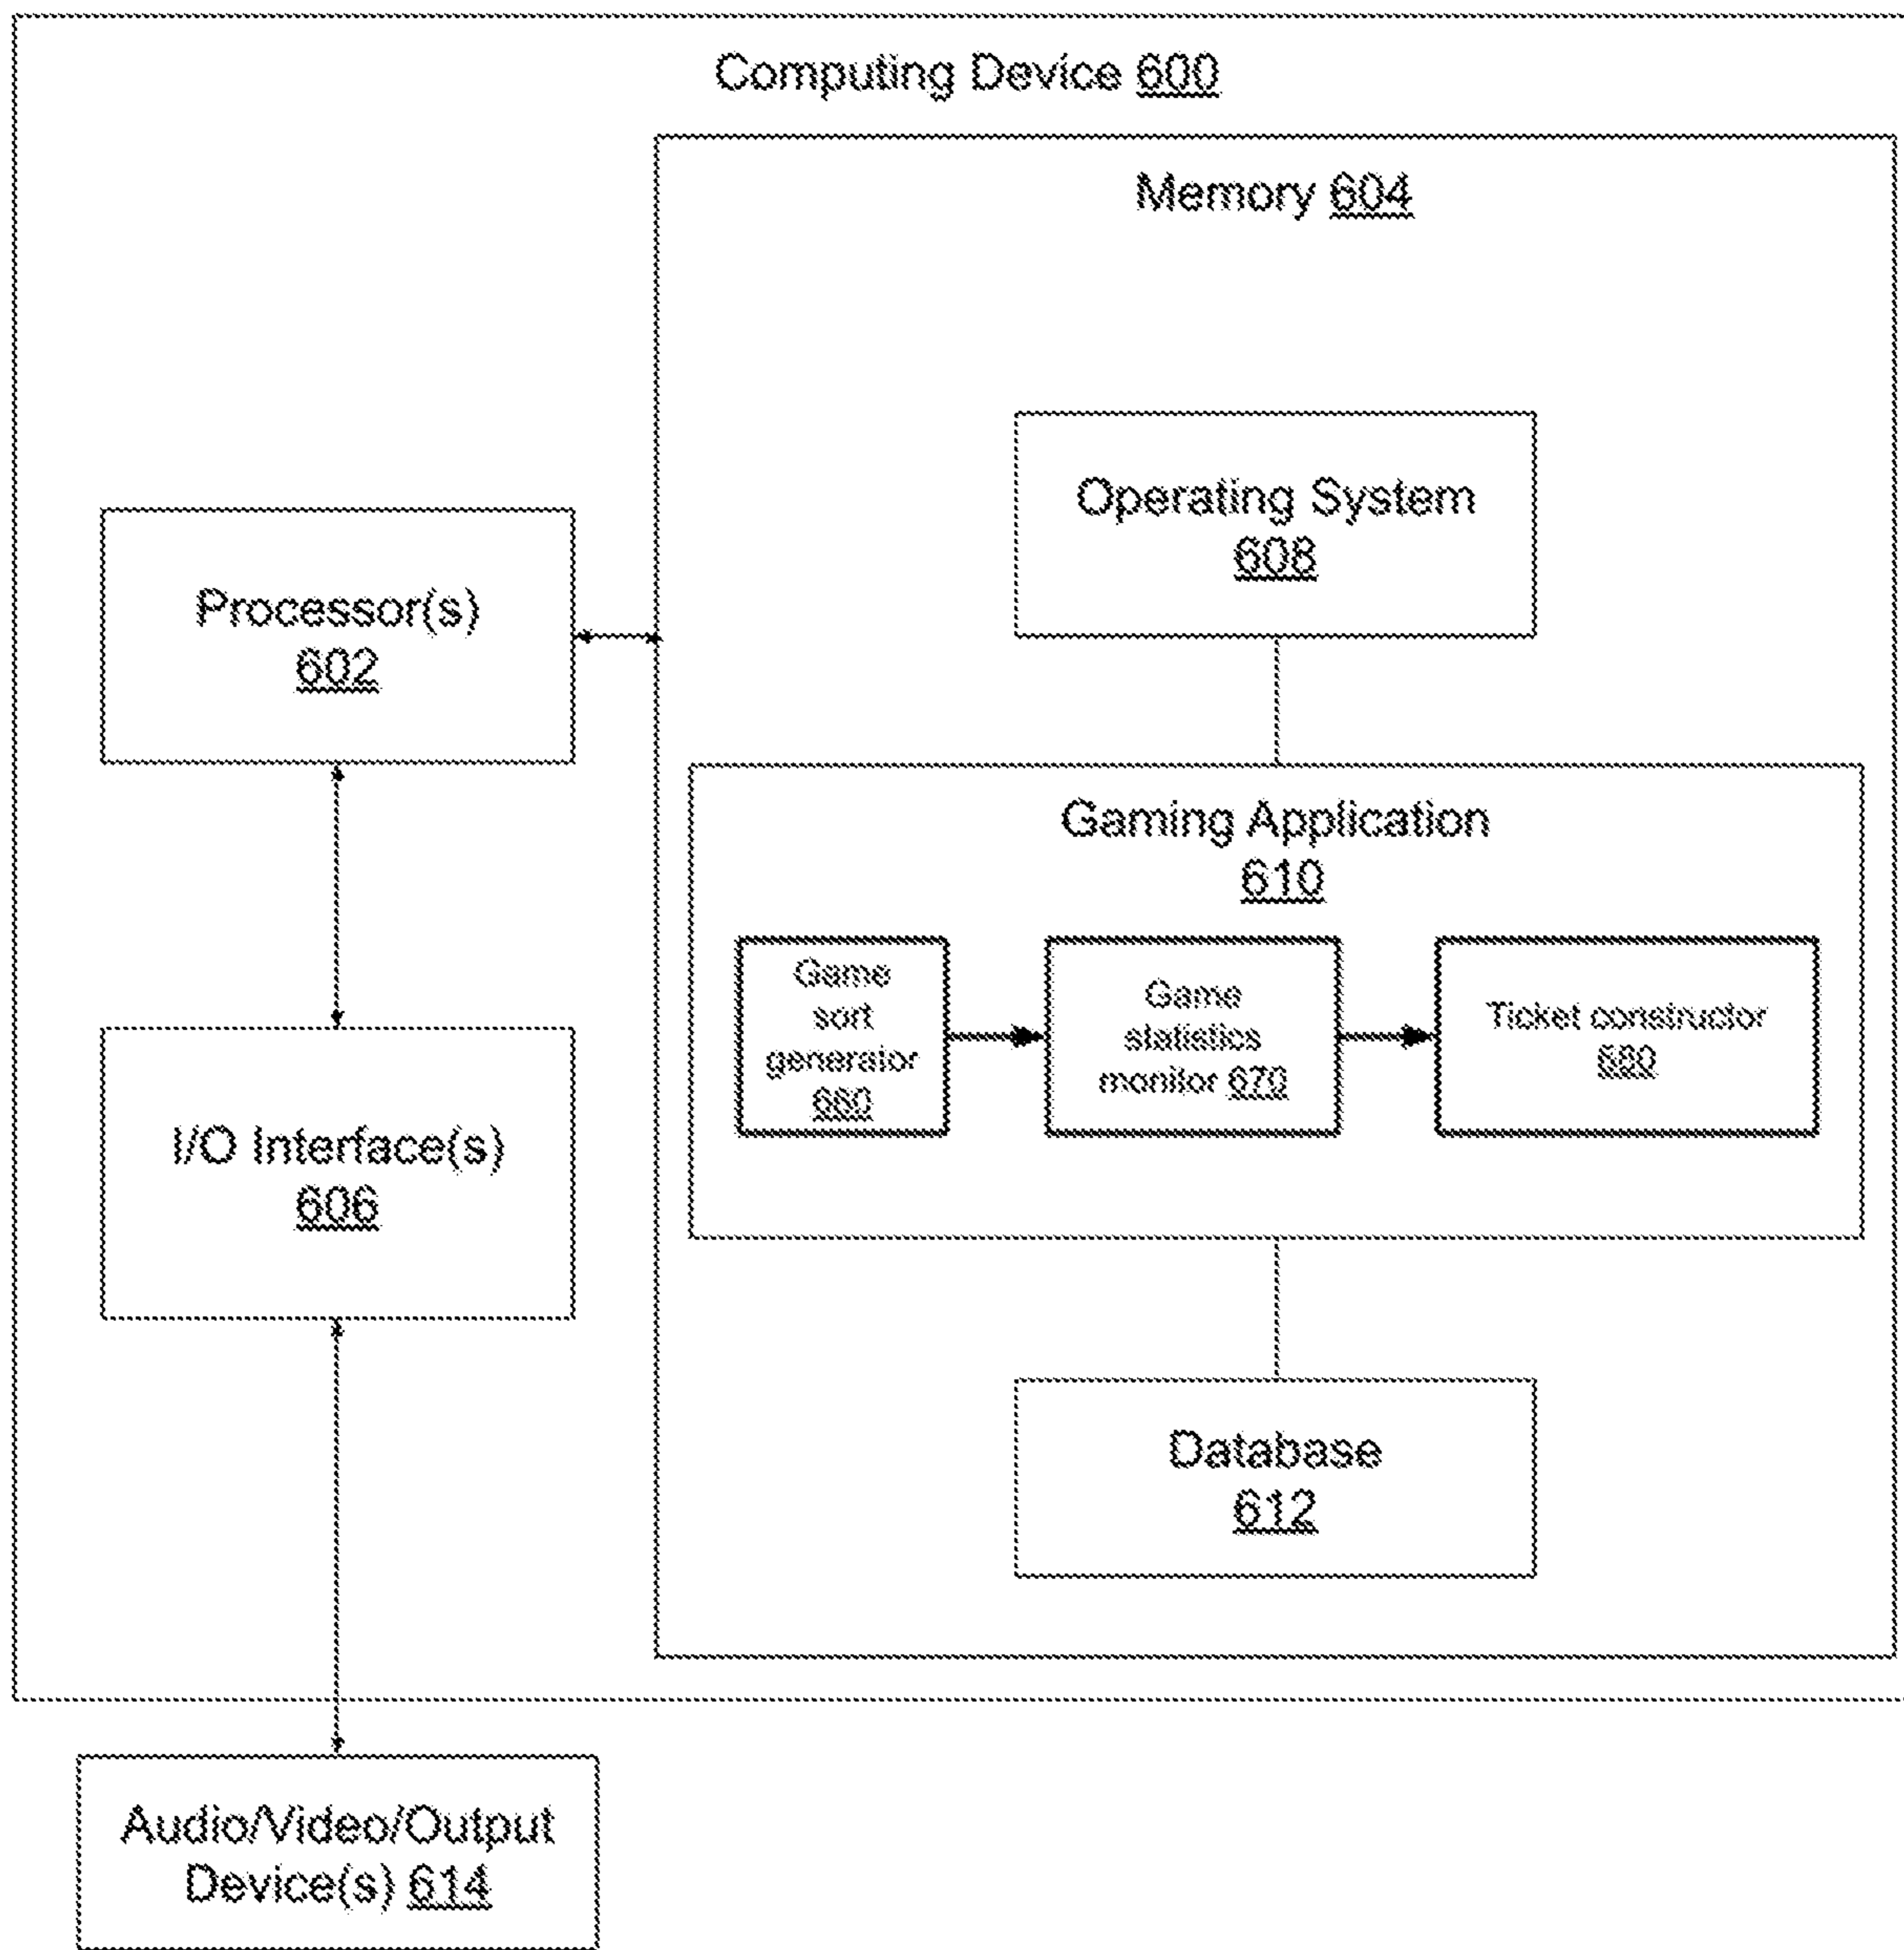 Computing Device 600
Memory 604
Operating System
608
Processor(s)
602
Gaming Application
610
Game
sort
generator
660
Game
statistics
monitor 670
Ticket constructor
680
I/O Interface(s)
606
Database
612
Audio/Video/Output
Device(s) 614